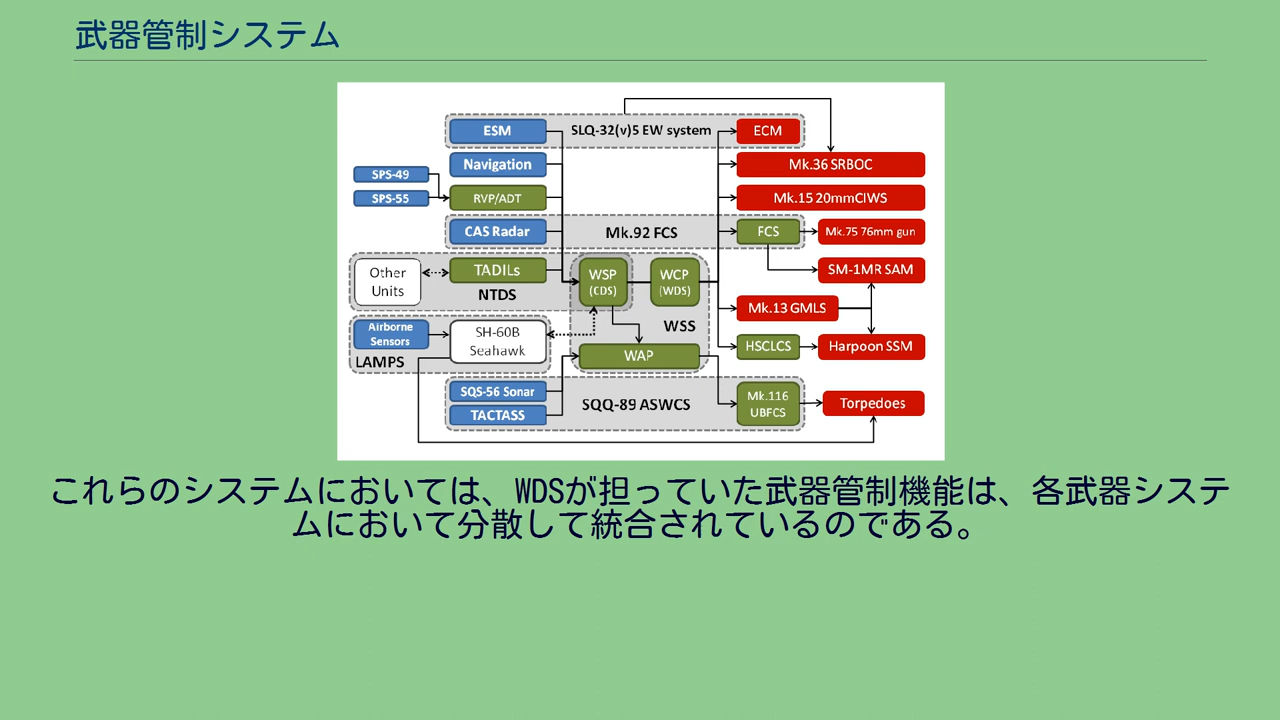 武器管制システム
ESM
SLQ-32(v)5 EW system
ECM
Navigation
Mk.36 SRBOC
SPS-49
SPS-55
RVP/ADT
Mk.15 20mmCIWS
CAS Radar
Mk.92 FCS
FCS
Mk.75 76mm gun
Other
Units
TADILs
NTDS
WSP
(CDS)
WCP
(WDS)
SM-1MR SAM
Mk.13 GMLS
WSS
Airborne
Sensors
SH-60B
Seahawk
LAMPS
WAP
HSCLCS
Harpoon SSM
SQS-56 Sonar
TACTASS
SQQ-89 ASWCS
Mk.116
UBFCS
Torpedoes
これらのシステムにおいては、WDSが担っていた武器管制機能は、各武器システ
ムにおいて分散して統合されているのである。